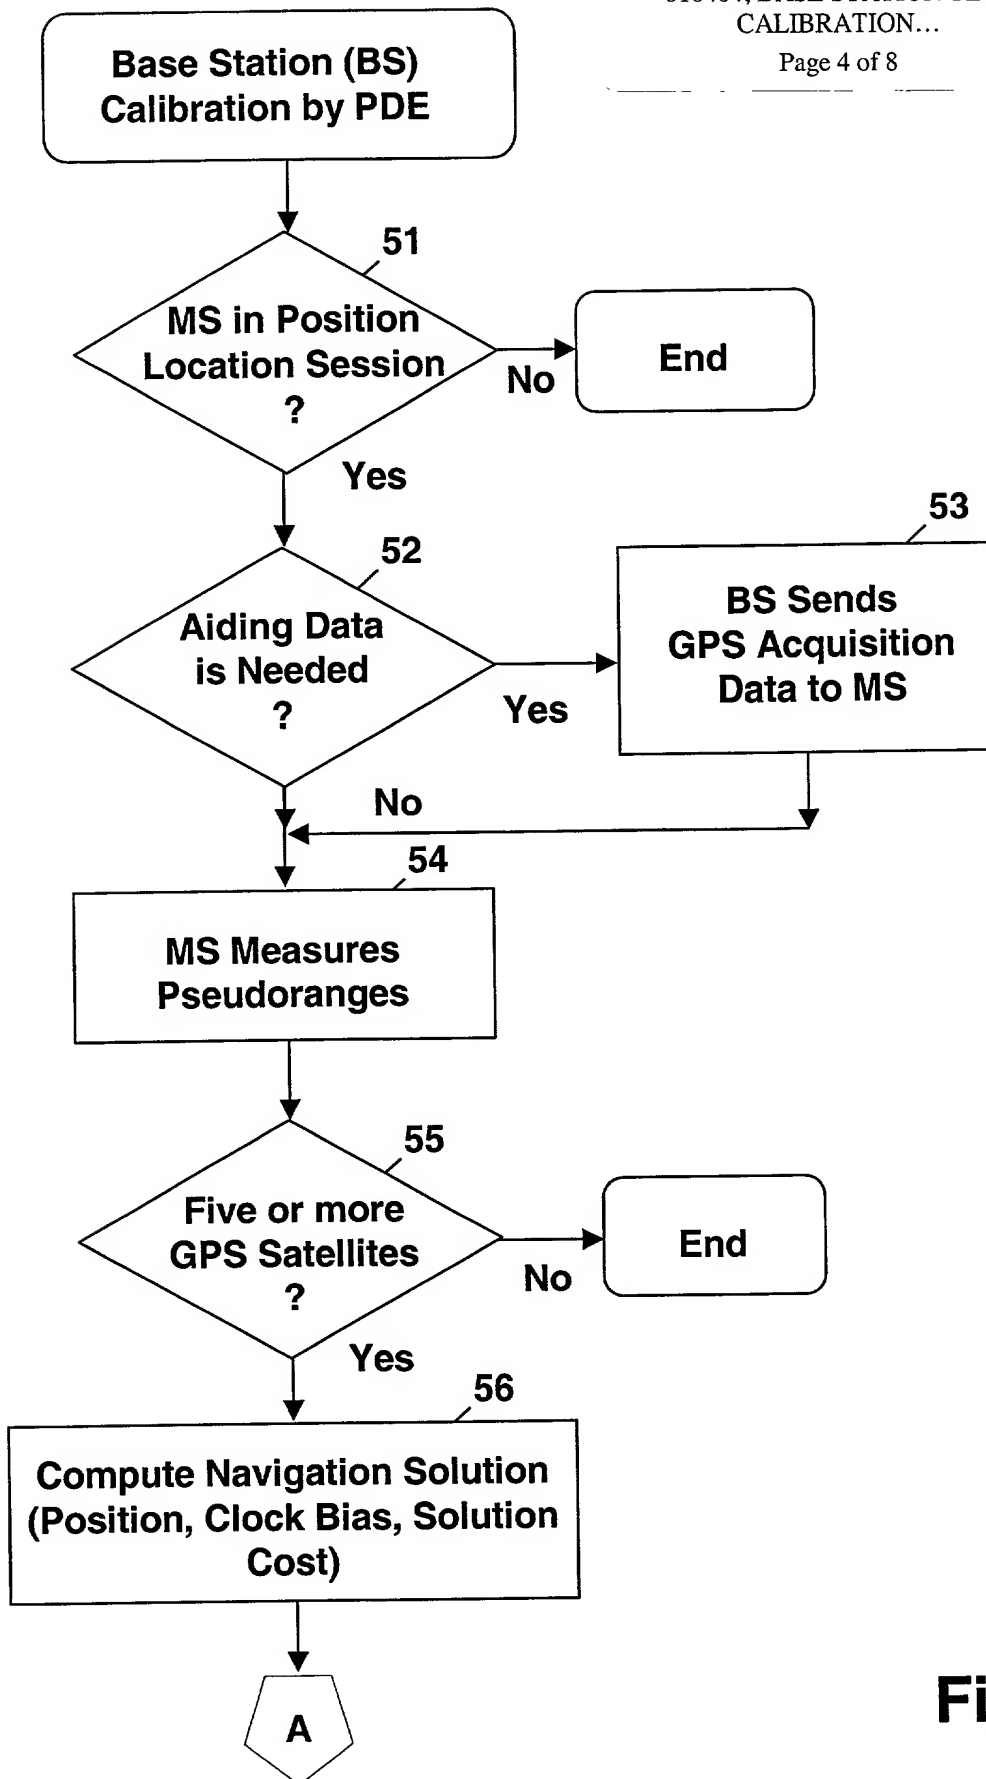 CALIBRATION...
Page 4 of 8
Base Station (BS)
Calibration by PDE
51
MS in Position
Location Session
?
No
End
Yes
52
Aiding Data
is Needed
?
Yes
53
BS Sends
GPS Acquisition
Data to MS
No
54
MS Measures
Pseudoranges
55
Five or more
GPS Satellites
?
No
End
Yes
56
Compute Navigation Solution
(Position, Clock Bias, Solution
Cost)
A
Fi